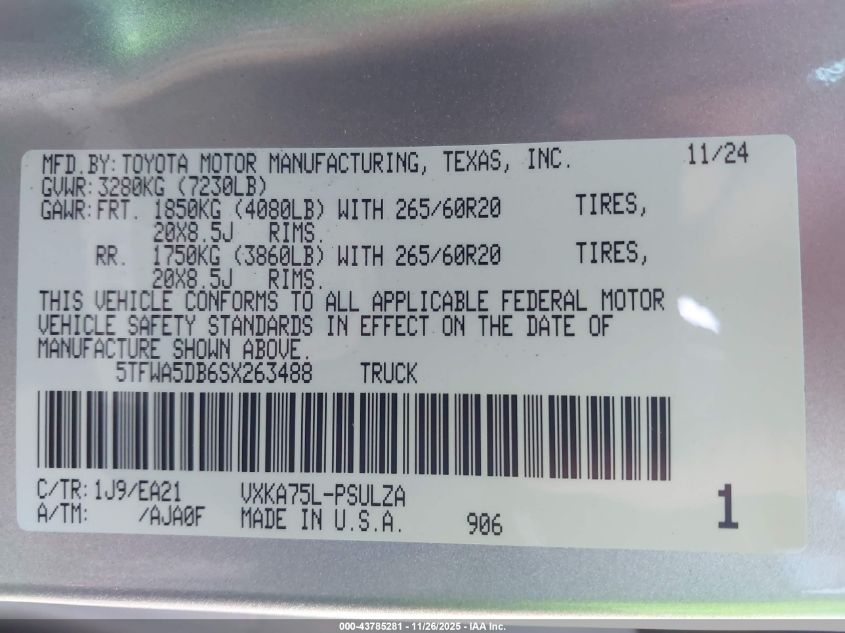 MFD.BY: TOYOTA MOTOR MANUFACTURING, TEXAS, INC. 11/24
GVWR: 3280KG (7230LB)
GAWR: FRT. 1850KG (4080LB) WITH 265/60R20 TIRES,
20X8.5J RIMS.
RR. 1750KG (3860LB) WITH 265/60R20 TIRES,
20X8.5J RIMS.
THIS VEHICLE CONFORMS TO ALL APPLICABLE FEDERAL MOTOR
VEHICLE SAFETY STANDARDS IN EFFECT ON THE DATE OF
MANUFACTURE SHOWN ABOVE.
5TFWA5DB6SX263488 TRUCK
C/TR: 1J9/EA21 VXKA75L-PSULZA
A/TM: /AJA0F MADE IN U.S.A. 906 1
000-43785281 - 11/26/2025 - IAA Inc.